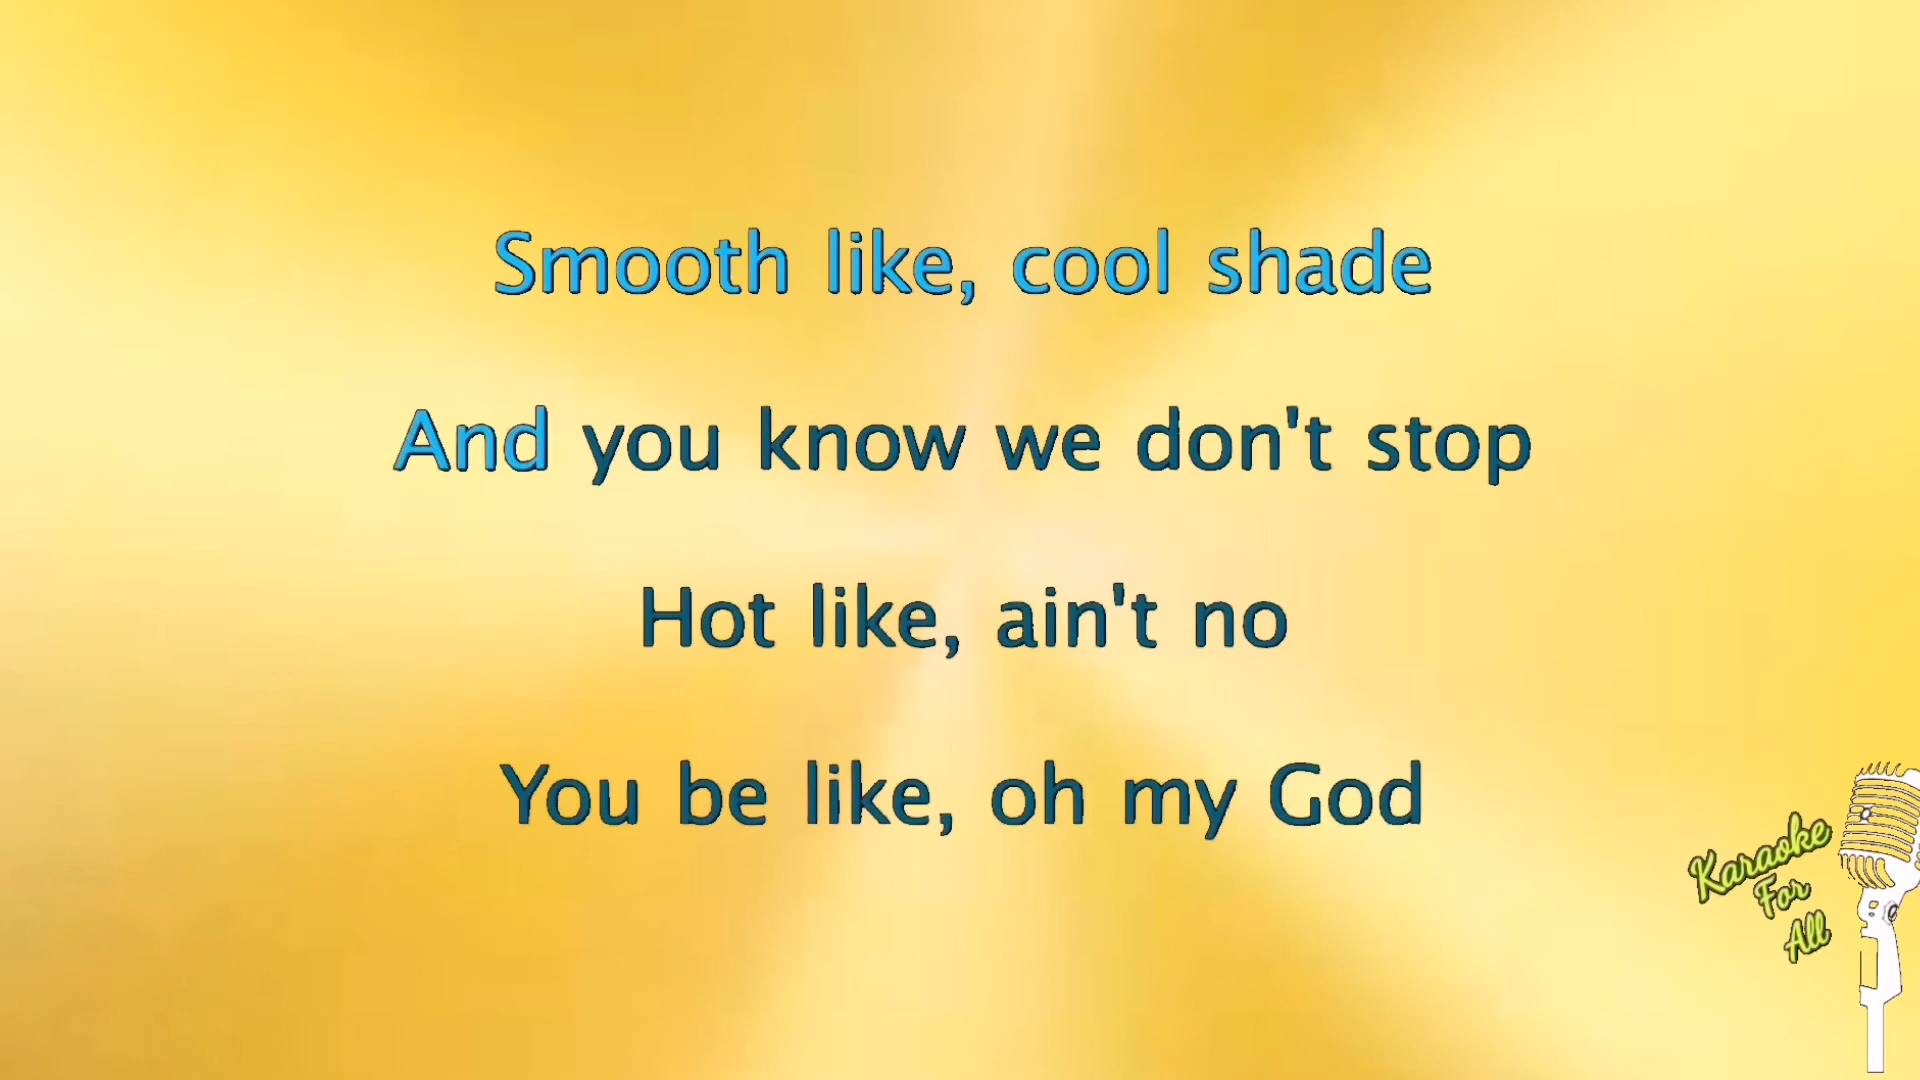 Smooth like, cool shade
And you know we don't stop
Hot like, ain't no
You be like, oh my God
Karaoke
For
All